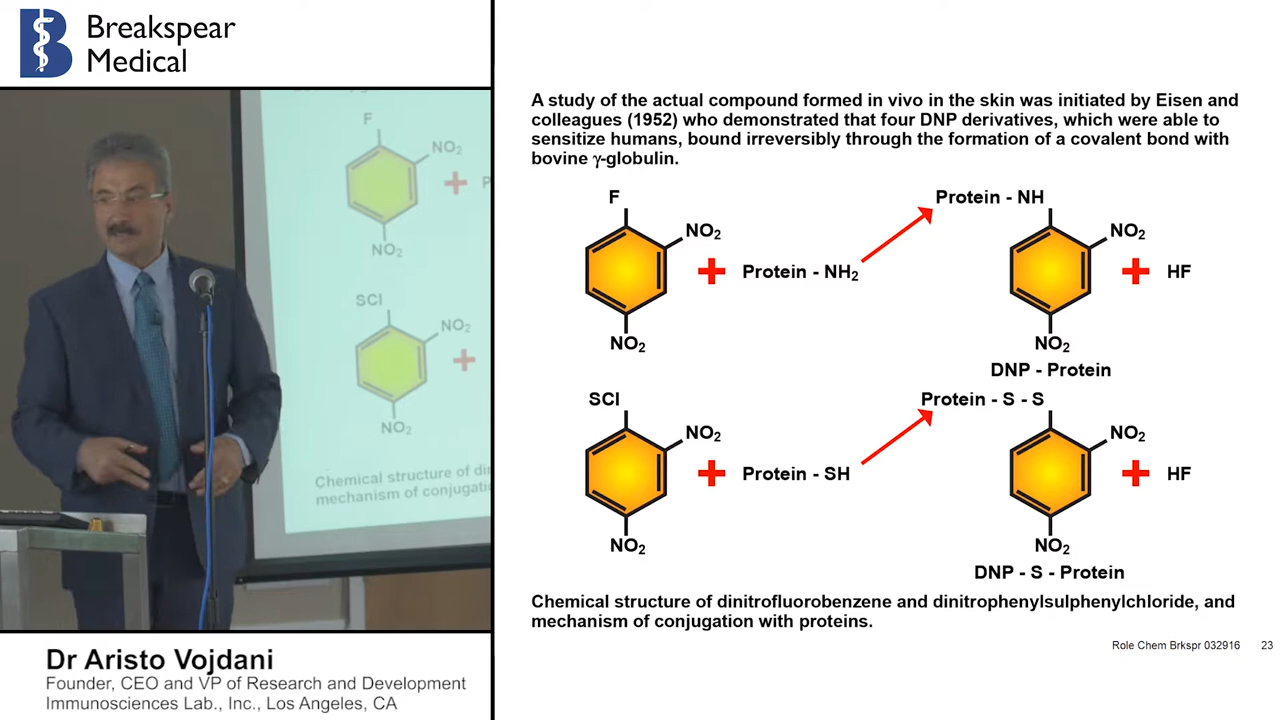 Breakspear
Medical
F
NO2
+ P
NO2
SCl
NO2
+
NO2
Chemical structure of di
mechanism of conjugation
A study of the actual compound formed in vivo in the skin was initiated by Eisen and
colleagues (1952) who demonstrated that four DNP derivatives, which were able to
sensitize humans, bound irreversibly through the formation of a covalent bond with
bovine γ-globulin.
F
NO2
+ Protein - NH2
NO2
Protein - NH
NO2
+ HF
NO2
DNP - Protein
SCl
NO2
+ Protein - SH
NO2
Protein - S - S
NO2
+ HF
NO2
DNP - S - Protein
Chemical structure of dinitrofluorobenzene and dinitrophenylsulphenylchloride, and
mechanism of conjugation with proteins.
Role Chem Brkspr 032916 23
Dr Aristo Vojdani
Founder, CEO and VP of Research and Development
Immunosciences Lab., Inc., Los Angeles, CA